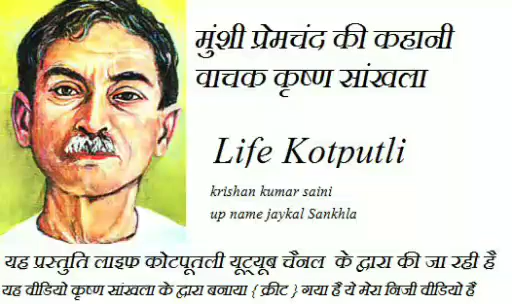 मुंशी प्रेमचंद की कहानी
वाचक कृष्ण सांखला
Life Kotputli
krishan kumar saini
up name jaykal Sankhla
यह प्रस्तुति लाइफ कोटपूतली यूट्यूब चैनल के द्वारा की जा रही है
यह वीडियो कृष्ण सांखला के द्वारा बनाया { क्रीट } गया है ये मेरा निजी वीडियो है